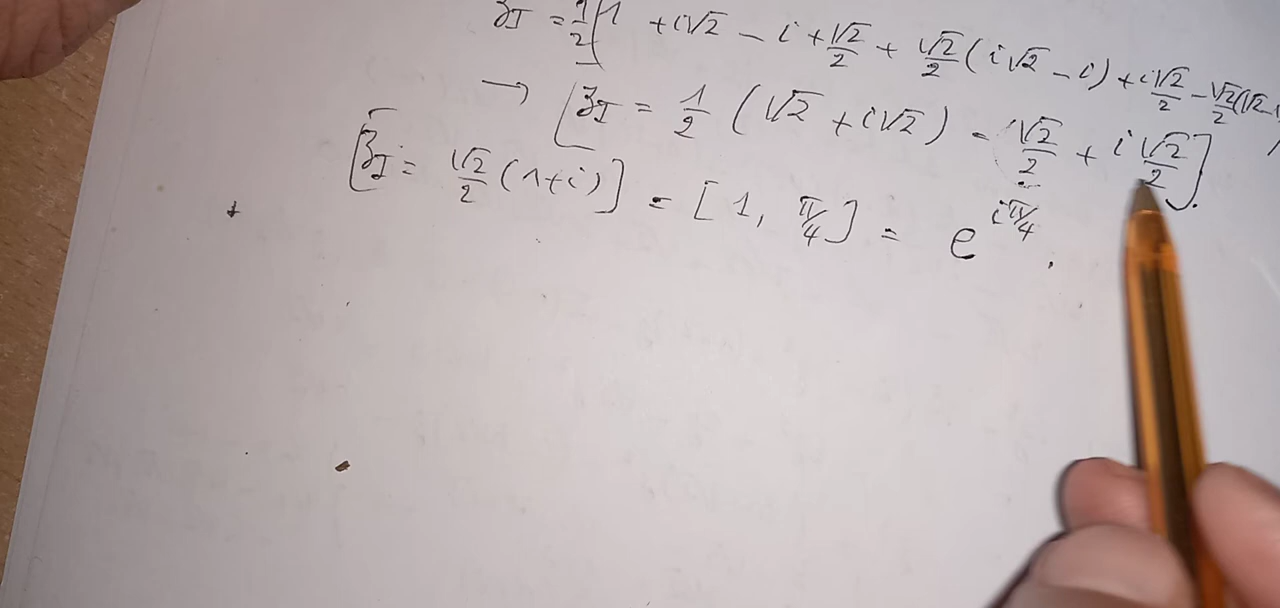 z_I = 1/2 [1 + i√2 - i + √2/2 + √2/2 (i√2 - i) + i√2/2 - √2/2 (√2 - 1
→ [z_I = 1/2 (√2 + i√2) = √2/2 + i √2/2].
[z_I = √2/2 (1+i)] = [1, π/4] = e^{iπ/4}.